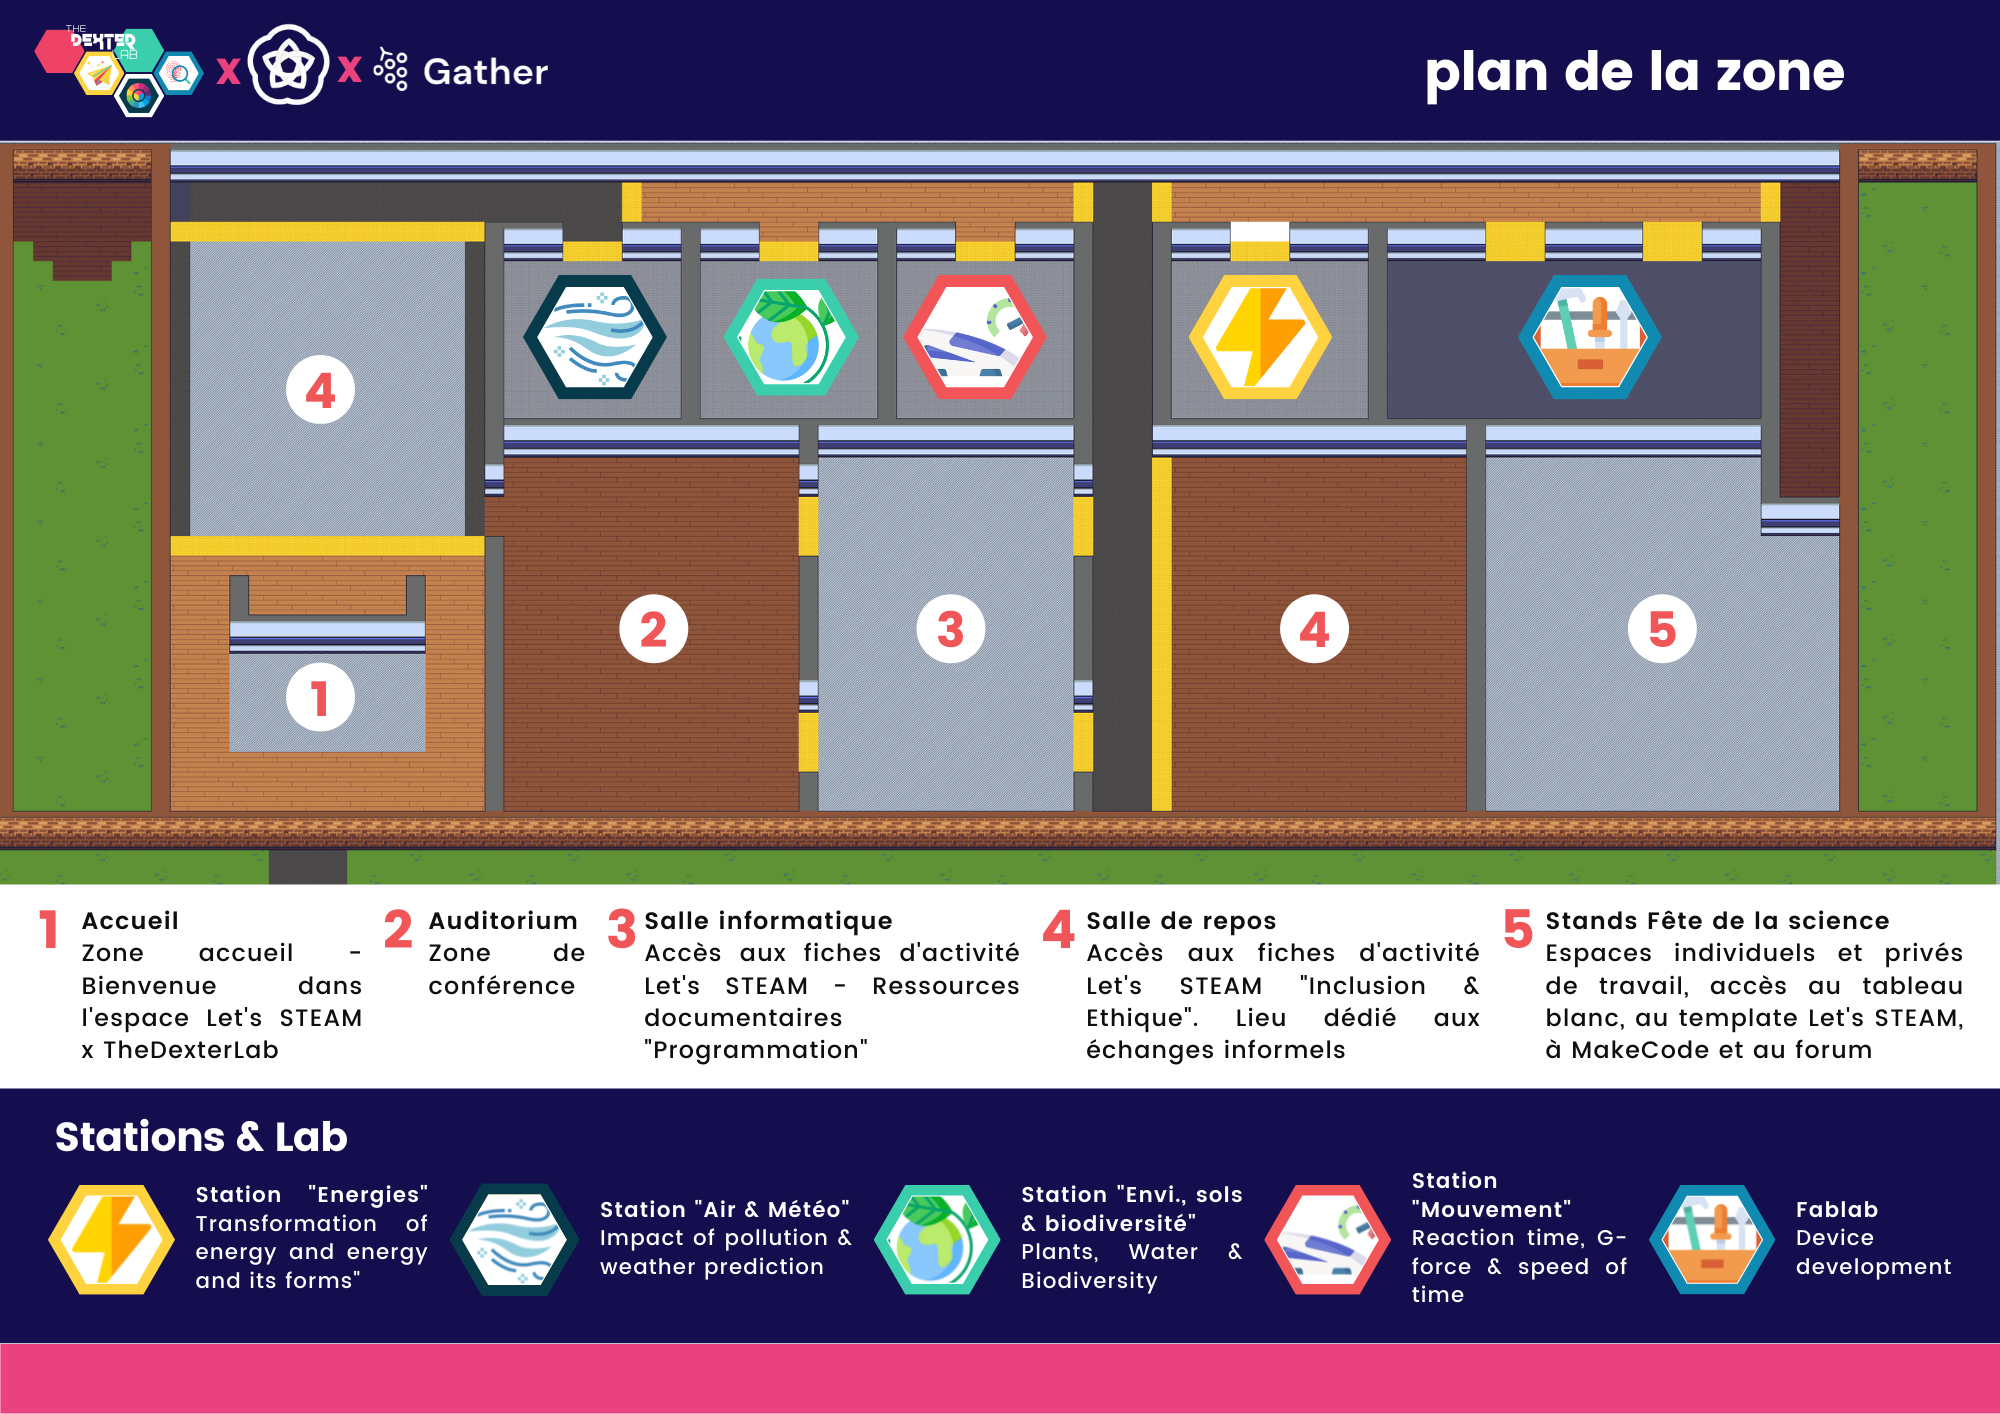 THE
DEXTER
LAB
x
x
Gather
plan de la zone
4
2
3
4
5
1
1
Accueil
Zone accueil -
Bienvenue dans
l'espace Let's STEAM
x TheDexterLab
2
Auditorium
Zone de
conférence
3
Salle informatique
Accès aux fiches d'activité
Let's STEAM - Ressources
documentaires
"Programmation"
4
Salle de repos
Accès aux fiches d'activité
Let's STEAM "Inclusion &
Ethique". Lieu dédié aux
échanges informels
5
Stands Fête de la science
Espaces individuels et privés
de travail, accès au tableau
blanc, au template Let's STEAM,
à MakeCode et au forum
Stations & Lab
Station "Energies"
Transformation of
energy and energy
and its forms"
Station "Air & Météo"
Impact of pollution &
weather prediction
Station "Envi., sols
& biodiversité"
Plants, Water &
Biodiversity
Station
"Mouvement"
Reaction time, G-
force & speed of
time
Fablab
Device
development